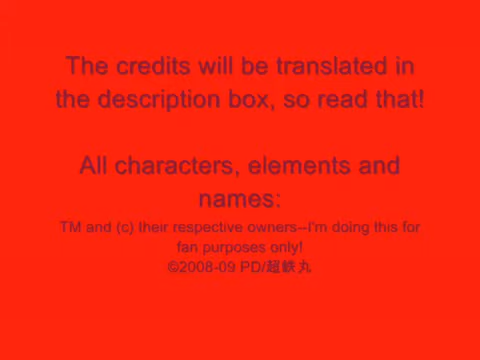 The credits will be translated in
the description box, so read that!
All characters, elements and
names:
TM and (c) their respective owners--I'm doing this for
fan purposes only!
©2008-09 PD/超鉄丸